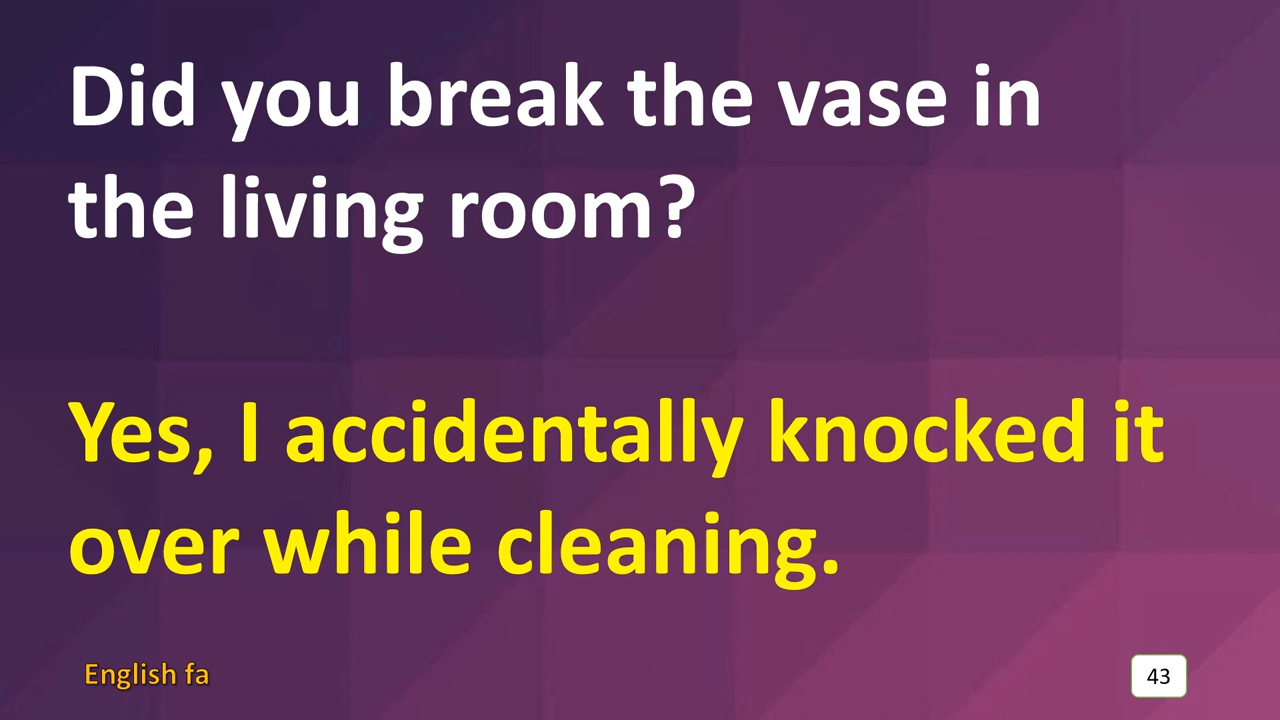 Did you break the vase in
the living room?
Yes, I accidentally knocked it
over while cleaning.
English fa
43